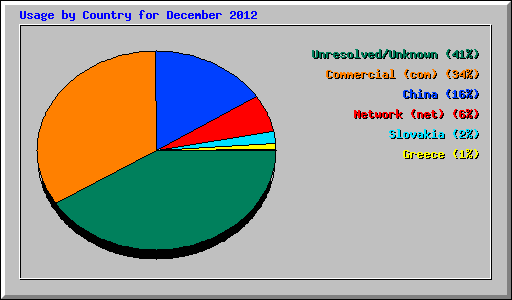 Usage by Country for December 2012
Unresolved/Unknown (41%)
Commercial (com) (34%)
China (16%)
Network (net) (6%)
Slovakia (2%)
Greece (1%)